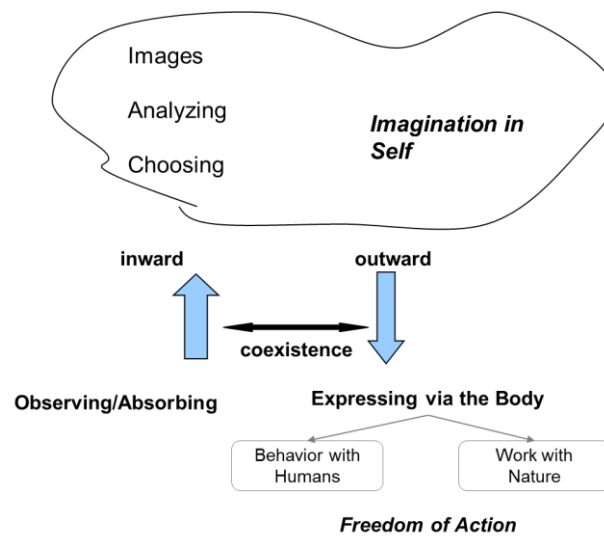 Images
Analyzing
Choosing
Imagination in
Self
inward
outward
coexistence
Observing/Absorbing
Expressing via the Body
Behavior with
Humans
Work with
Nature
Freedom of Action